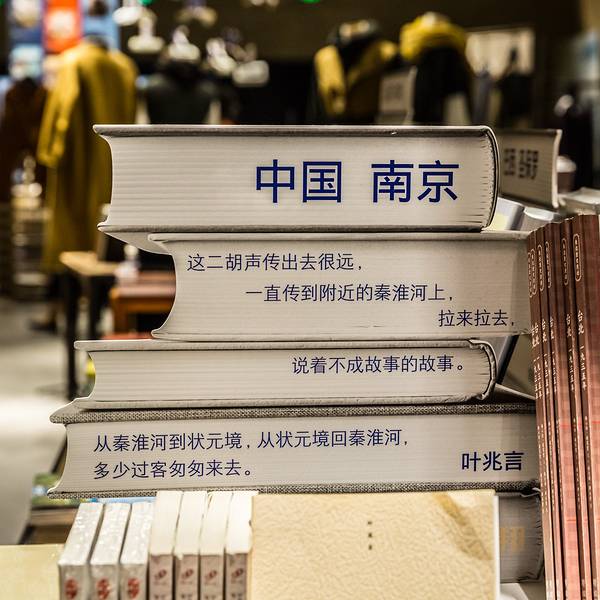 中国 南京
这二胡声传出去很远，
一直传到附近的秦淮河上，
拉来拉去，
说着不成故事的故事。
从秦淮河到状元境，从状元境回秦淮河，
多少过客匆匆来去。
叶兆言